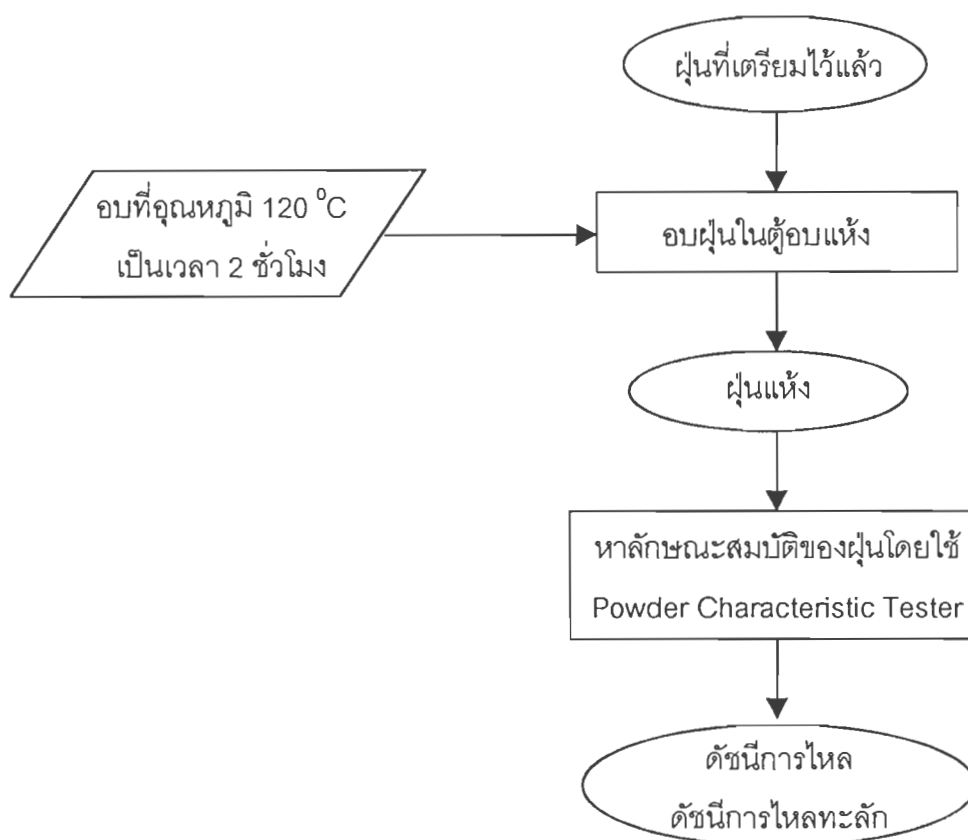 ฝุ่นที่เตรียมไว้แล้ว
อบที่อุณหภูมิ 120 ⁰C
เป็นเวลา 2 ชั่วโมง
อบฝุ่นในตู้อบแห้ง
ฝุ่นแห้ง
หาลักษณะสมบัติของฝุ่นโดยใช้
Powder Characteristic Tester
ดัชนีการไหล
ดัชนีการไหลทะลัก